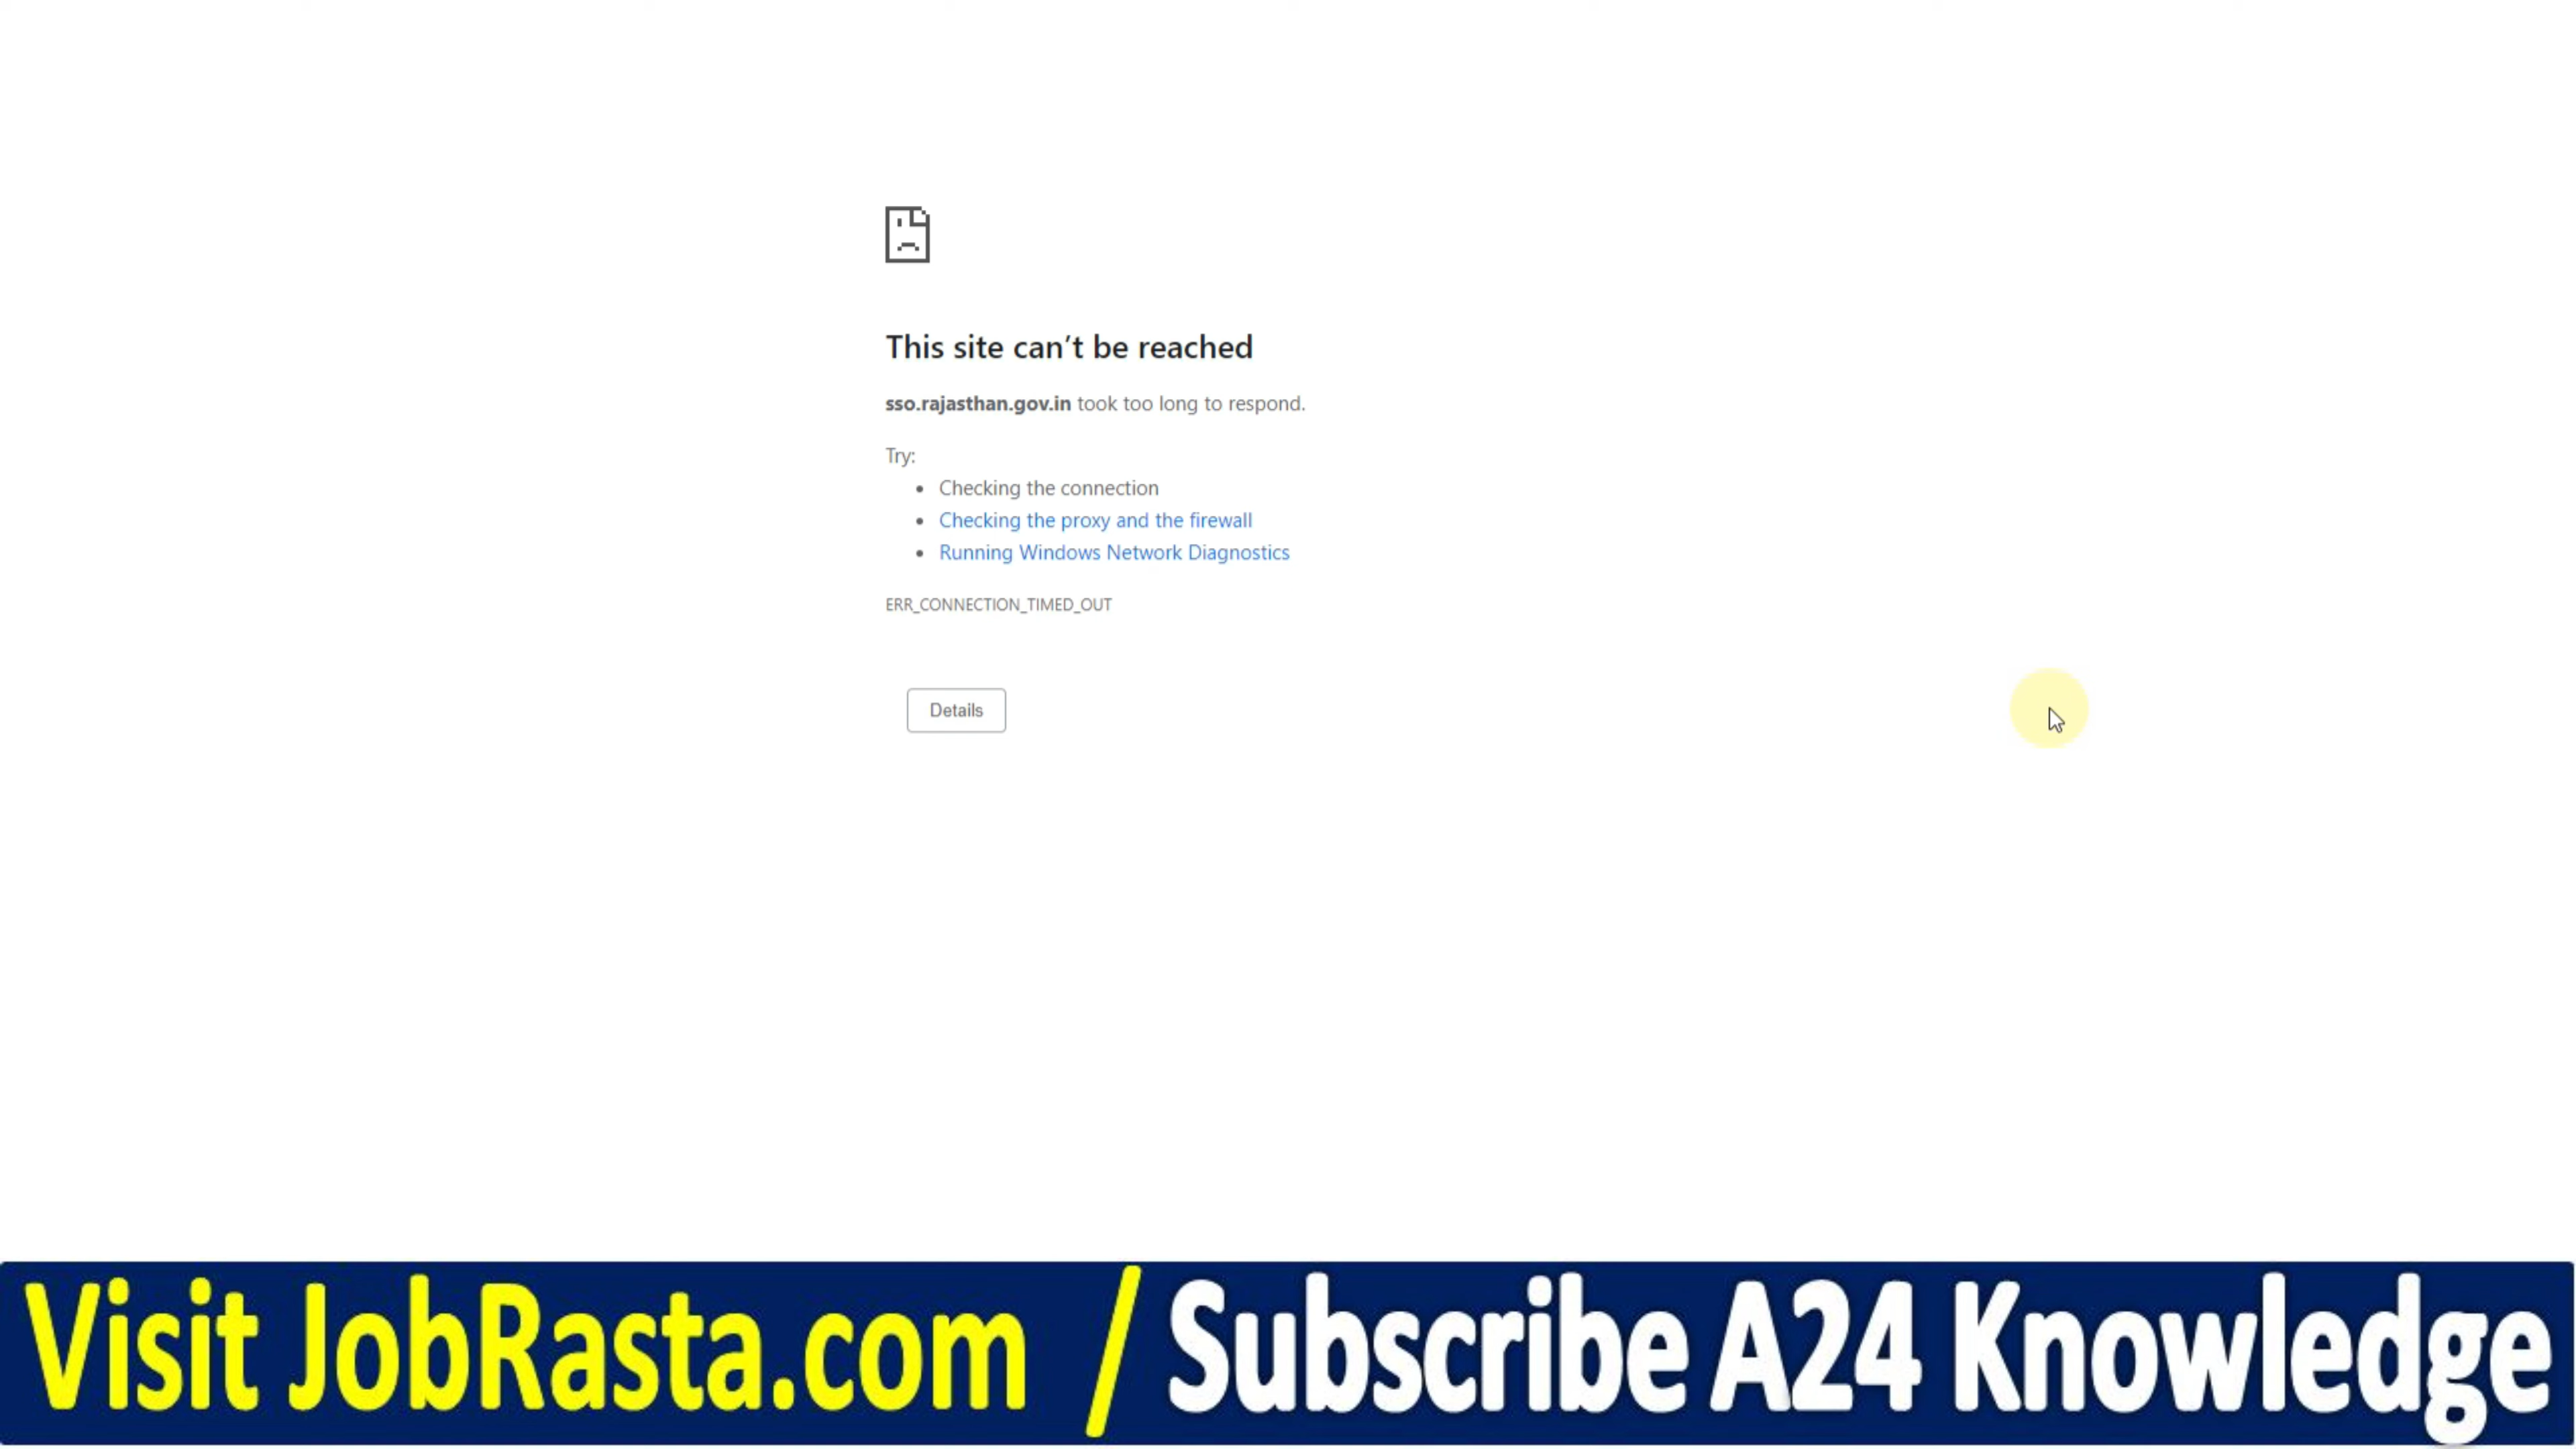 This site can’t be reached
sso.rajasthan.gov.in took too long to respond.
Try:
Checking the connection
Checking the proxy and the firewall
Running Windows Network Diagnostics
ERR_CONNECTION_TIMED_OUT
Details
Visit JobRasta.com / Subscribe A24 Knowledge